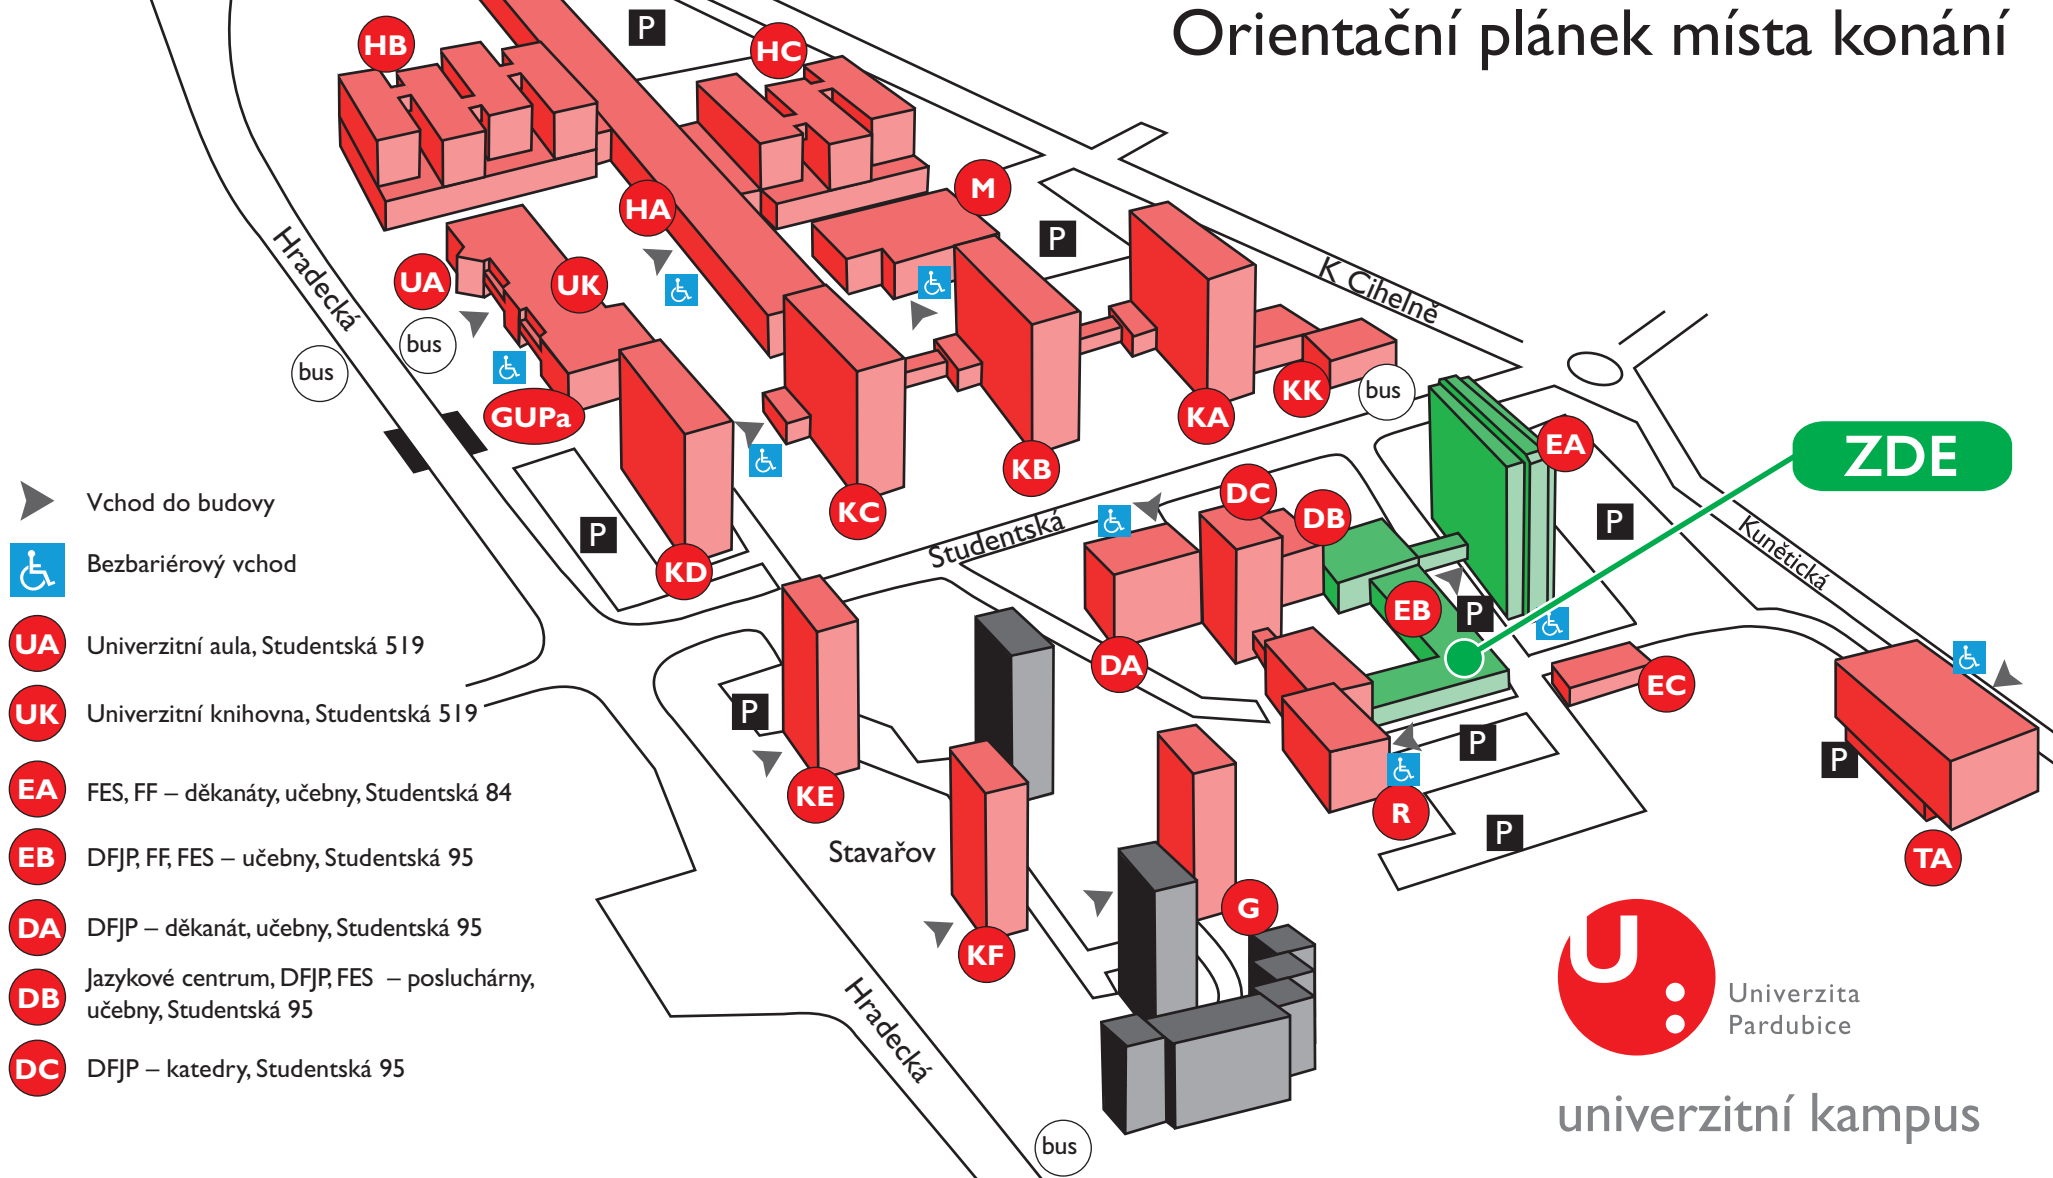 Orientační plánek místa konání
P
HB
HC
M
HA
P
UA
UK
K Cihelně
Hradecká
bus
bus
GUPa
KK
bus
KA
EA
ZDE
KB
KC
DC
DB
P
P
Studentská
Kunětická
KD
EB
P
DA
EC
P
KE
P
P
R
P
TA
Stavařov
G
KF
Hradecká
bus
Vchod do budovy
Bezbariérový vchod
UA Univerzitní aula, Studentská 519
UK Univerzitní knihovna, Studentská 519
EA FES, FF – děkanáty, učebny, Studentská 84
EB DFJP, FF, FES – učebny, Studentská 95
DA DFJP – děkanát, učebny, Studentská 95
DB Jazykové centrum, DFJP, FES – posluchárny,
učebny, Studentská 95
DC DFJP – katedry, Studentská 95
U:
Univerzita
Pardubice
univerzitní kampus